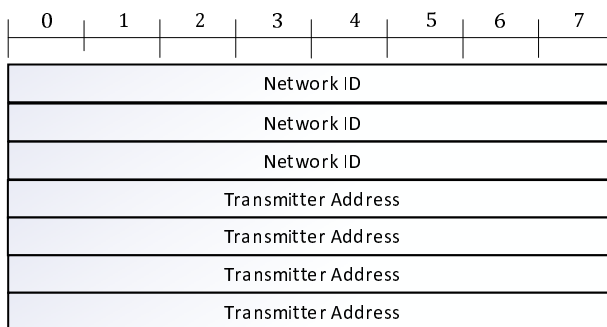 0 1 2 3 4 5 6 7
Network ID
Network ID
Network ID
Transmitter Address
Transmitter Address
Transmitter Address
Transmitter Address